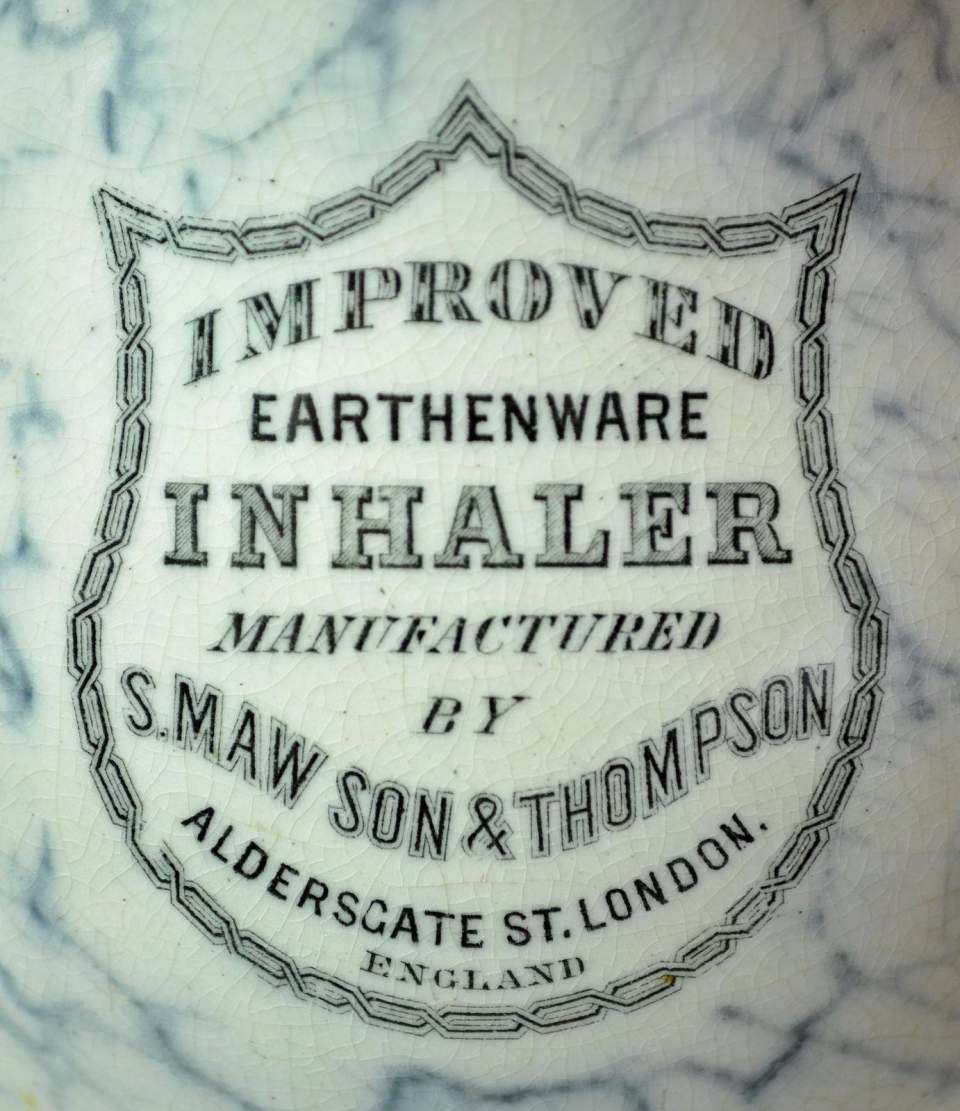 IMPROVED
EARTHENWARE
INHALER
MANUFACTURED
BY
S. MAW SON & THOMPSON
ALDERSGATE ST. LONDON.
ENGLAND